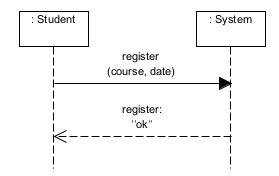 : Student
: System
register
(course, date)
register:
"ok"